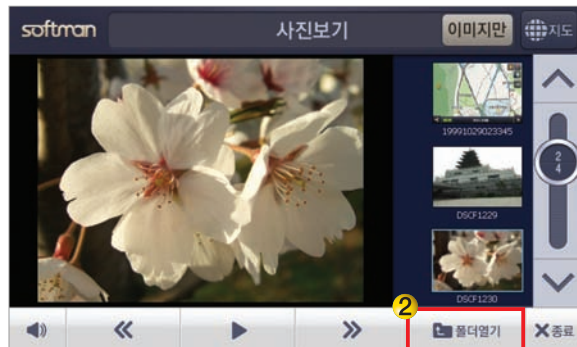 softman
사진보기
이미지만
지도
19991029023345
DSCF1229
2
4
DSCF1230
2
폴더열기
종료